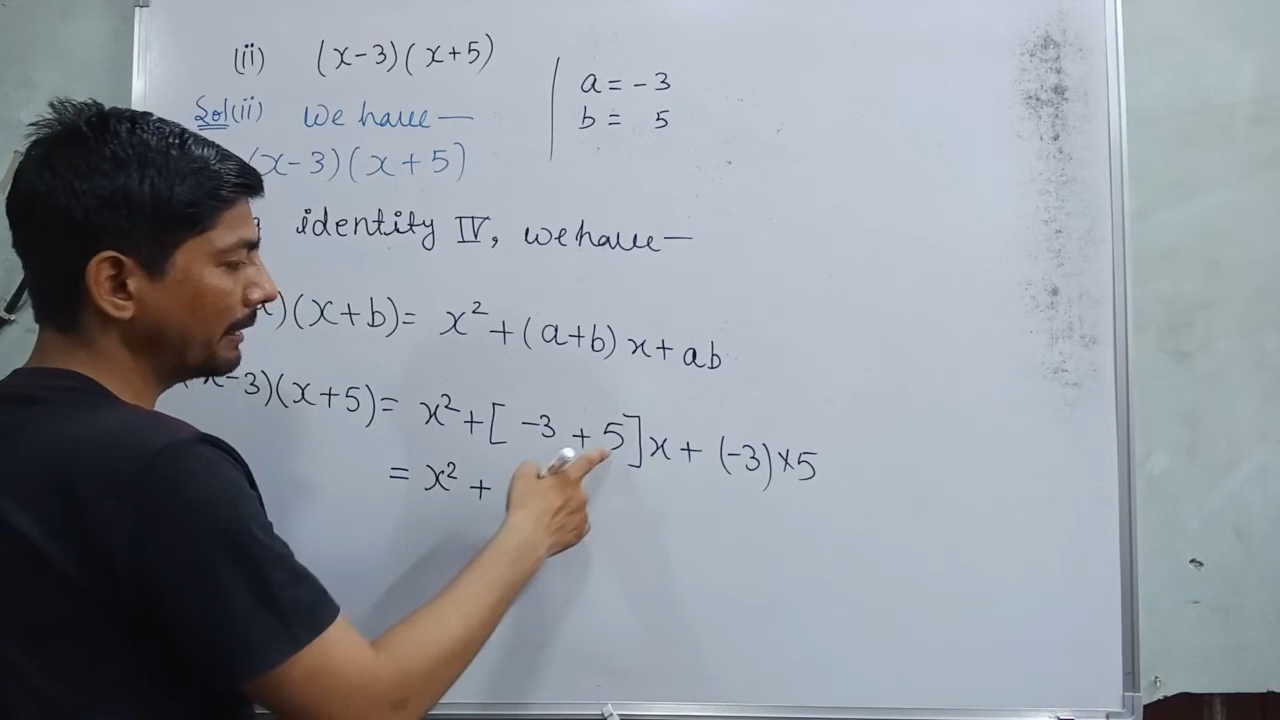 (ii) (x-3)(x+5)
a = -3
b = 5
Sol(ii) we have —
(x-3)(x+5)
identity IV, we have —
)(x+b) = x² + (a+b) x + ab
-3)(x+5) = x² + [ -3 + 5 ] x + (-3) × 5
= x² +